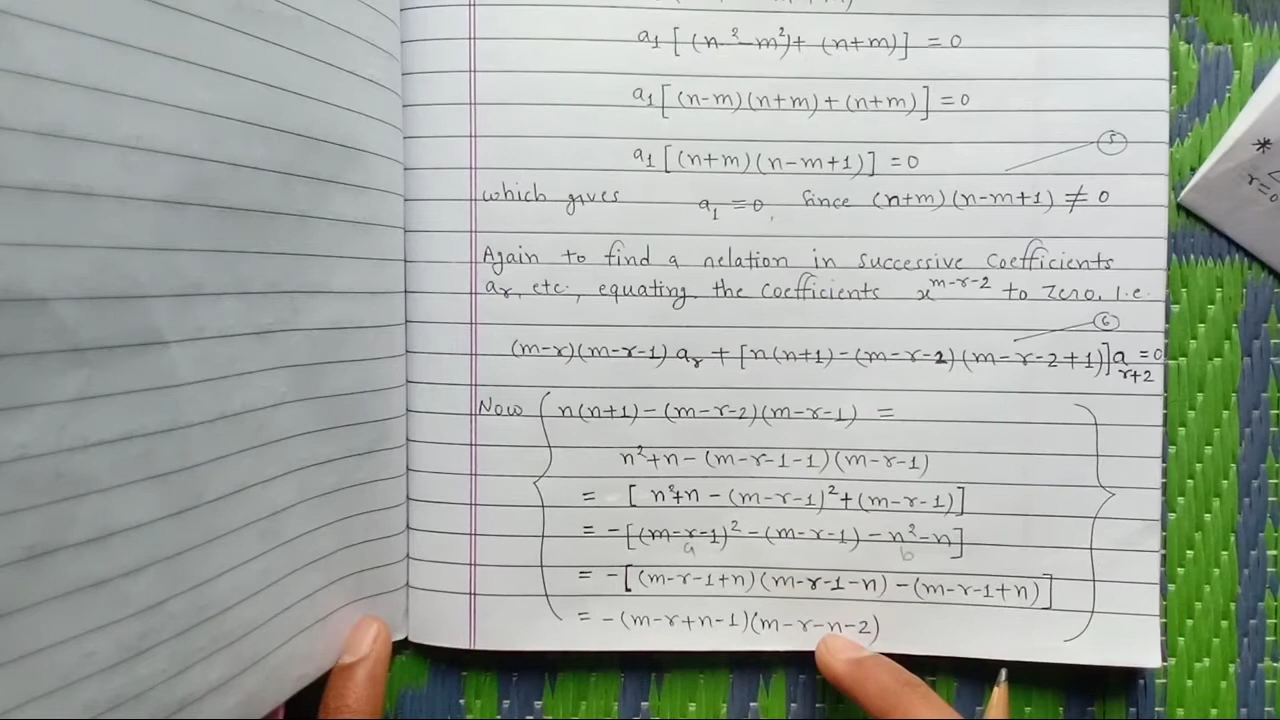 a₁[(n²-m²)+(n+m)] = 0
a₁[(n-m)(n+m)+(n+m)] = 0
a₁[(n+m)(n-m+1)] = 0 ⑤
which gives a₁ = 0, Since (n+m)(n-m+1) ≠ 0
Again to find a relation in successive coefficients
aᵣ, etc, equating the coefficients x^{m-r-2} to zero. I.e.
⑥
(m-r)(m-r-1)aᵣ + [n(n+1)-(m-r-2)(m-r-2+1)]a_{r+2} = 0
Now { n(n+1)-(m-r-2)(m-r-1) =
n²+n-(m-r-1-1)(m-r-1)
= [n²+n-(m-r-1)²+(m-r-1)]
= -[(m-r-1)²-(m-r-1)-n²-n]
a b
= -[(m-r-1+n)(m-r-1-n)-(m-r-1+n)]
= -(m-r+n-1)(m-r-n-2) }
*
r=0